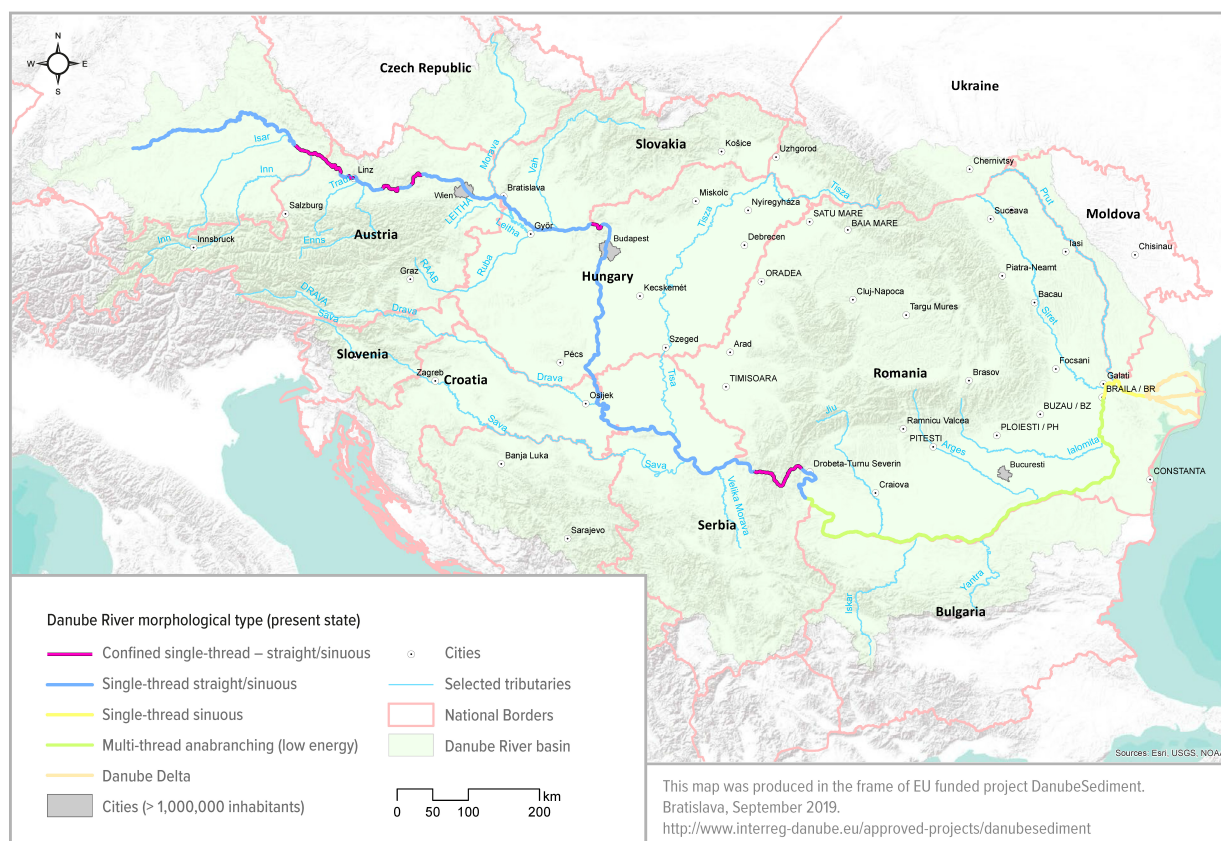 N
W
E
S
Czech Republic
Ukraine
Slovakia
Košice
Uzhgorod
Chernivtsy
Isar
Inn
Linz
Traun
Morava
Vah
Wien
Bratislava
LEITHA
Leitha
Győr
Miskolc
Nyiregyháza
Tisza
Tisza
SATU MARE
BAIA MARE
Suceava
Prut
Moldova
Salzburg
Enns
Austria
Inn
Innsbruck
Budapest
Debrecen
Iasi
Chisinau
Graz
RAAB
Ruba
Hungary
Kecskemét
ORADEA
Cluj-Napoca
Targu Mures
Piatra-Neamt
Bacau
Siret
DRAVA
Sava
Drava
Szeged
Arad
Slovenia
Croatia
Zagreb
Pécs
Drava
Osijek
Tisa
TIMISOARA
Romania
Brasov
Focsani
Galati
BRAILA / BR
BUZAU / BZ
Jiu
Ramnicu Valcea
PITESTI
PLOIESTI / PH
Arges
Ialomita
Sava
Banja Luka
Sava
Velika Morava
Drobeta-Turnu Severin
Craiova
Bucuresti
CONSTANTA
Sarajevo
Serbia
Iskar
Yantra
Bulgaria
Danube River morphological type (present state)
Confined single-thread – straight/sinuous
Single-thread straight/sinuous
Single-thread sinuous
Multi-thread anabranching (low energy)
Danube Delta
Cities (> 1,000,000 inhabitants)
Cities
Selected tributaries
National Borders
Danube River basin
km
0 50 100 200
Sources: Esri, USGS, NOAA
This map was produced in the frame of EU funded project DanubeSediment.
Bratislava, September 2019.
http://www.interreg-danube.eu/approved-projects/danubesediment